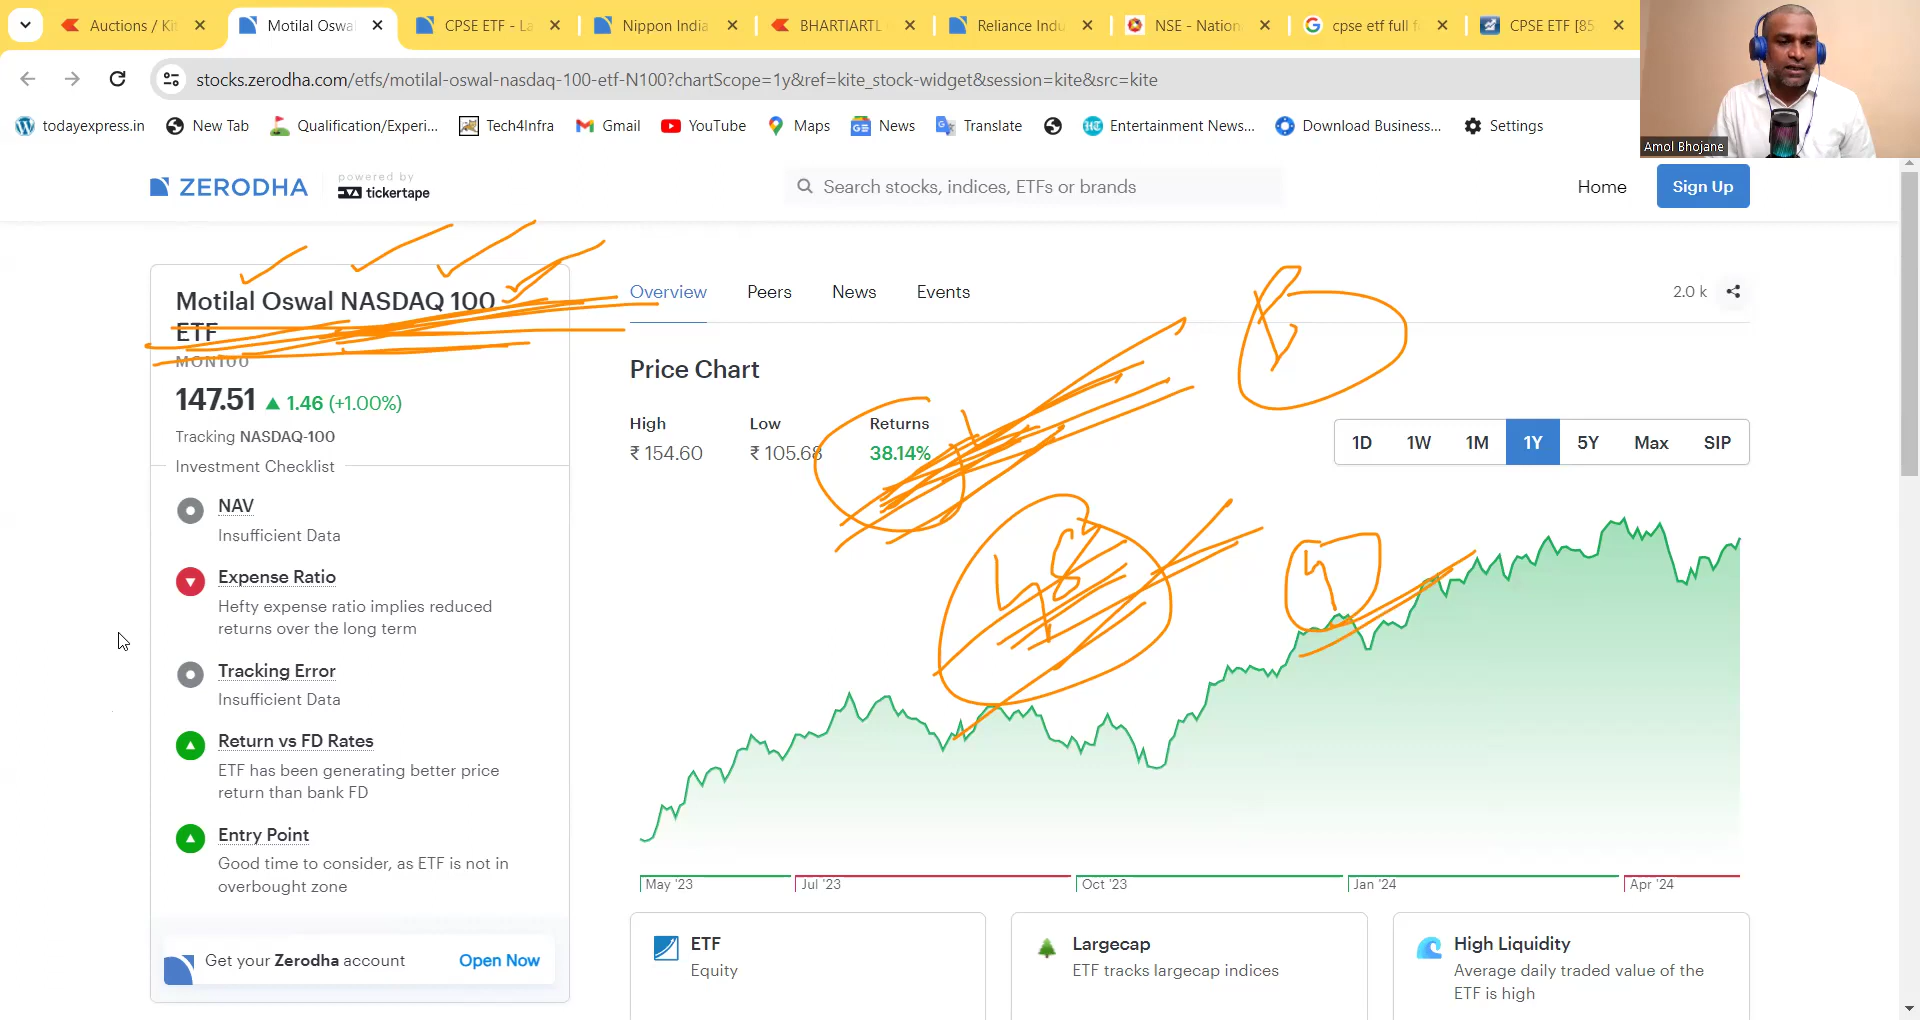 Auctions / Kit
Motilal Oswa
CPSE ETF - La
Nippon India
BHARTIARTL
Reliance Indu
NSE - Nation
cpse etf full f
CPSE ETF [85
stocks.zerodha.com/etfs/motilal-oswal-nasdaq-100-etf-N100?chartScope=1y&ref=kite_stock-widget&session=kite&src=kite
todayexpress.in
New Tab
Qualification/Experi...
Tech4Infra
Gmail
YouTube
Maps
News
Translate
Entertainment News...
Download Business...
Settings
Amol Bhojane
ZERODHA
powered by
tickertape
Search stocks, indices, ETFs or brands
Home
Sign Up
Motilal Oswal NASDAQ 100
ETF
MON100
147.51 ▲ 1.46 (+1.00%)
Tracking NASDAQ-100
Investment Checklist
NAV
Insufficient Data
Expense Ratio
Hefty expense ratio implies reduced
returns over the long term
Tracking Error
Insufficient Data
Return vs FD Rates
ETF has been generating better price
return than bank FD
Entry Point
Good time to consider, as ETF is not in
overbought zone
Get your Zerodha account
Open Now
Overview
Peers
News
Events
2.0 k
Price Chart
High
Low
Returns
₹ 154.60
₹ 105.68
38.14%
1D
1W
1M
1Y
5Y
Max
SIP
May '23
Jul '23
Oct '23
Jan '24
Apr '24
ETF
Equity
Largecap
ETF tracks largecap indices
High Liquidity
Average daily traded value of the
ETF is high